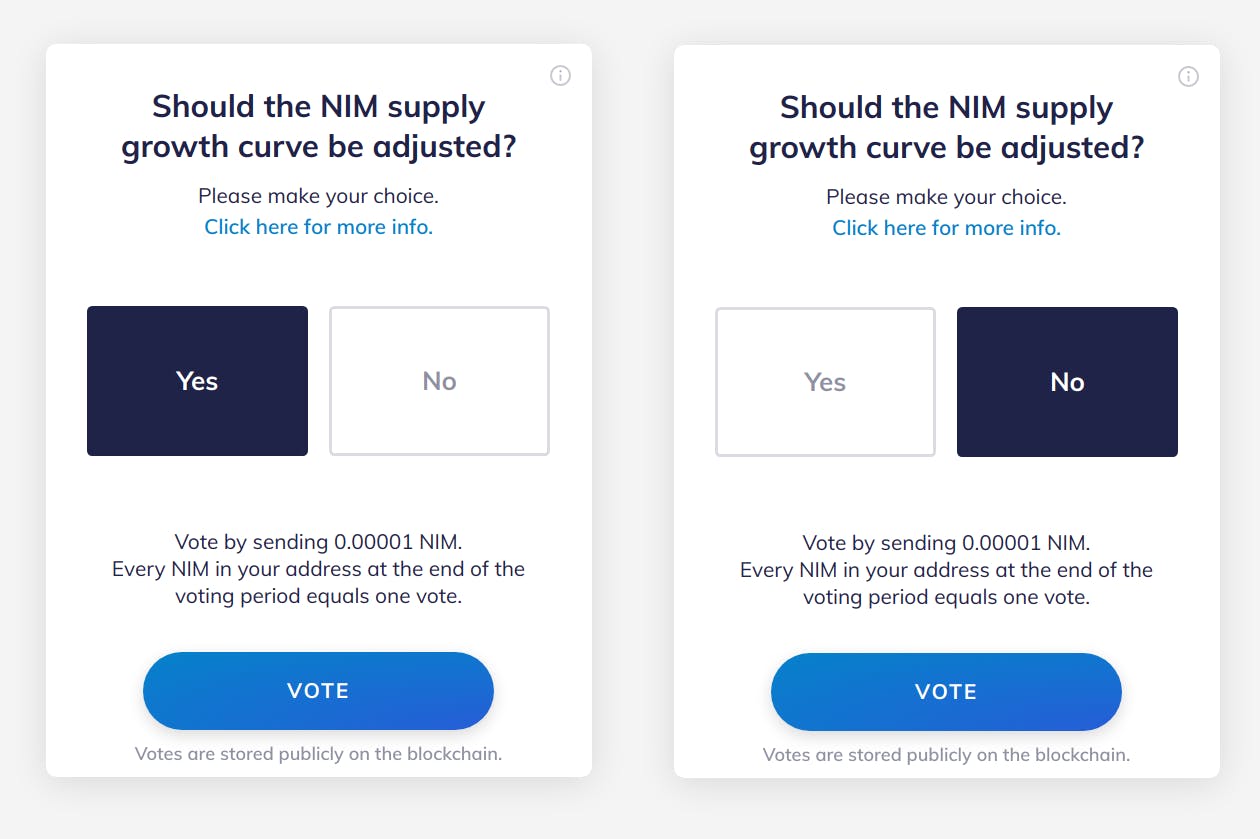 Should the NIM supply
growth curve be adjusted?
Please make your choice.
Click here for more info.
Yes
No
Vote by sending 0.00001 NIM.
Every NIM in your address at the end of the
voting period equals one vote.
VOTE
Votes are stored publicly on the blockchain.
Should the NIM supply
growth curve be adjusted?
Please make your choice.
Click here for more info.
Yes
No
Vote by sending 0.00001 NIM.
Every NIM in your address at the end of the
voting period equals one vote.
VOTE
Votes are stored publicly on the blockchain.